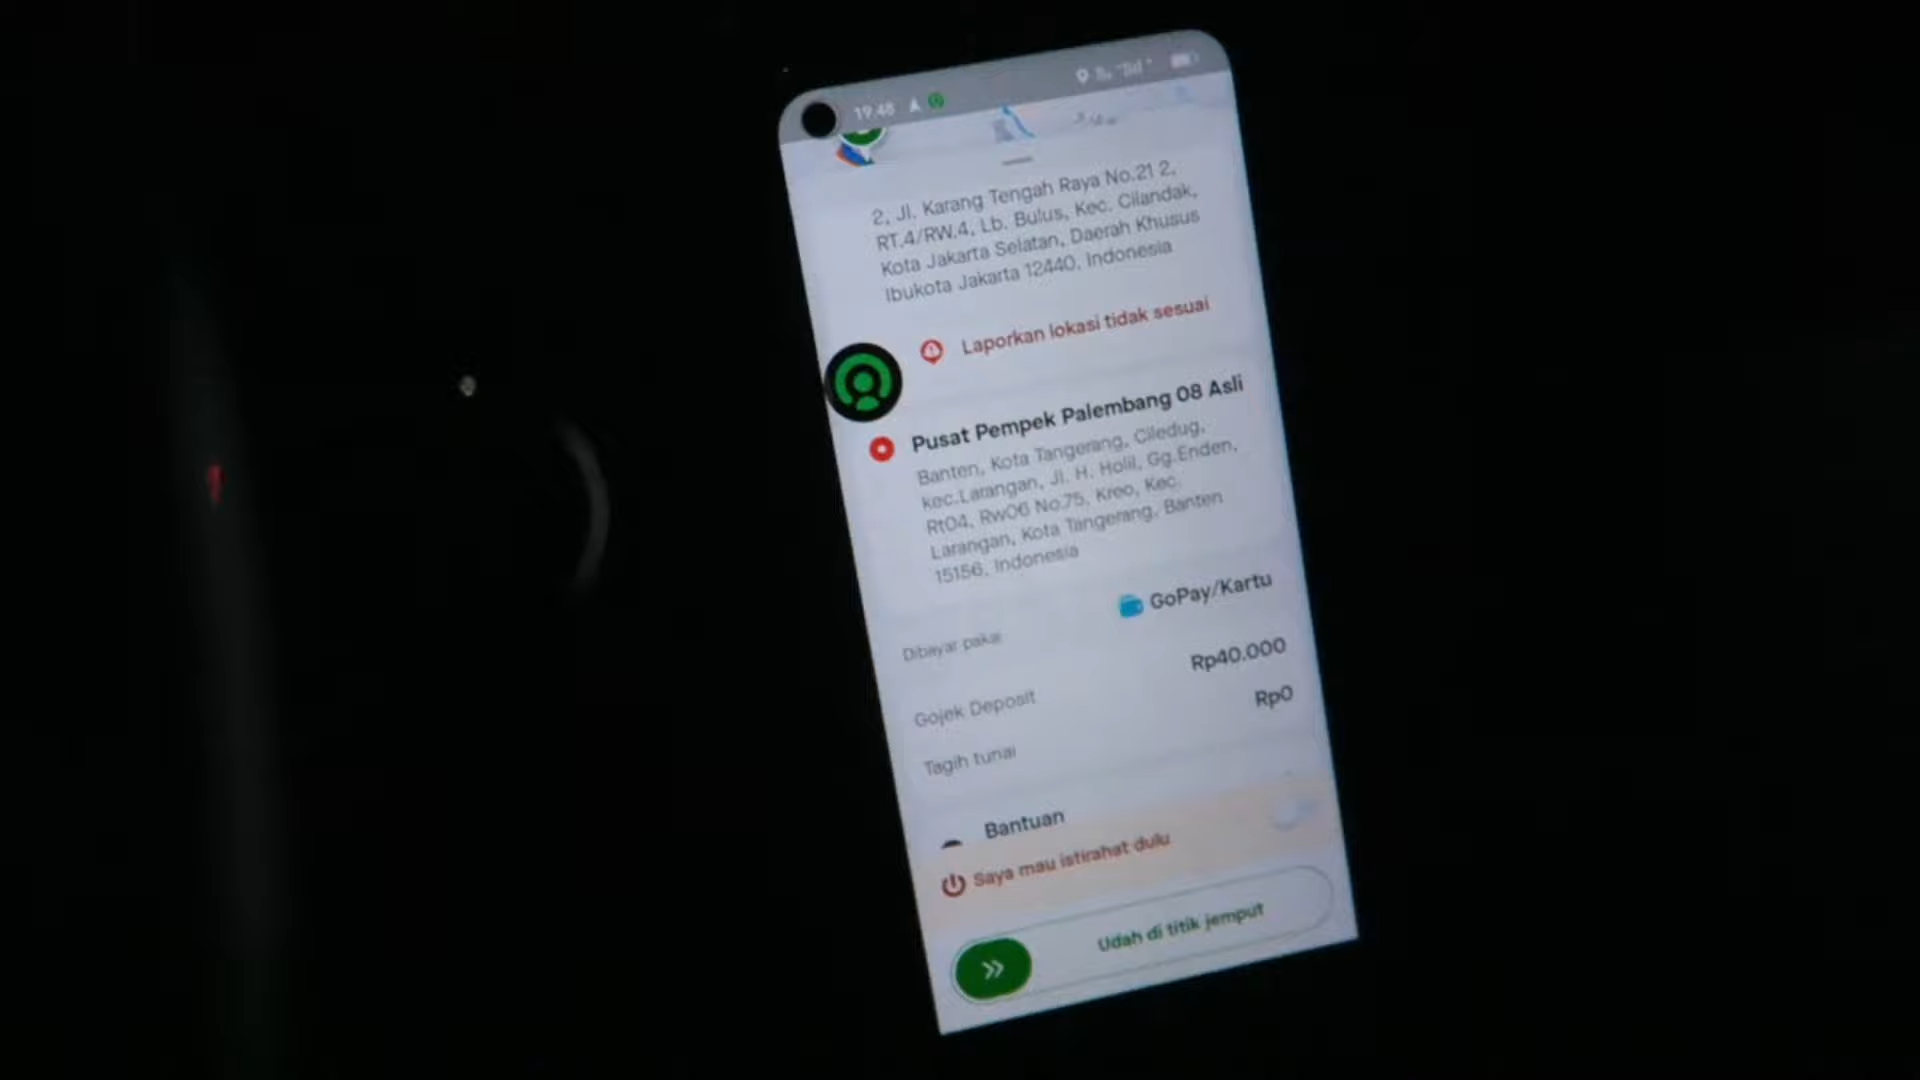 19.48
2, Jl. Karang Tengah Raya No.21 2,
RT.4/RW.4, Lb. Bulus, Kec. Cilandak,
Kota Jakarta Selatan, Daerah Khusus
Ibukota Jakarta 12440, Indonesia
Laporkan lokasi tidak sesuai
Pusat Pempek Palembang 08 Asli
Banten, Kota Tangerang, Ciledug,
kec.Larangan, Jl. H. Holil, Gg.Enden,
Rt04, Rw06 No.75, Kreo, Kec.
Larangan, Kota Tangerang, Banten
15156, Indonesia
Dibayar pakai
GoPay/Kartu
Gojek Deposit
Rp40.000
Tagih tunai
Rp0
Bantuan
Saya mau istirahat dulu
Udah di titik jemput